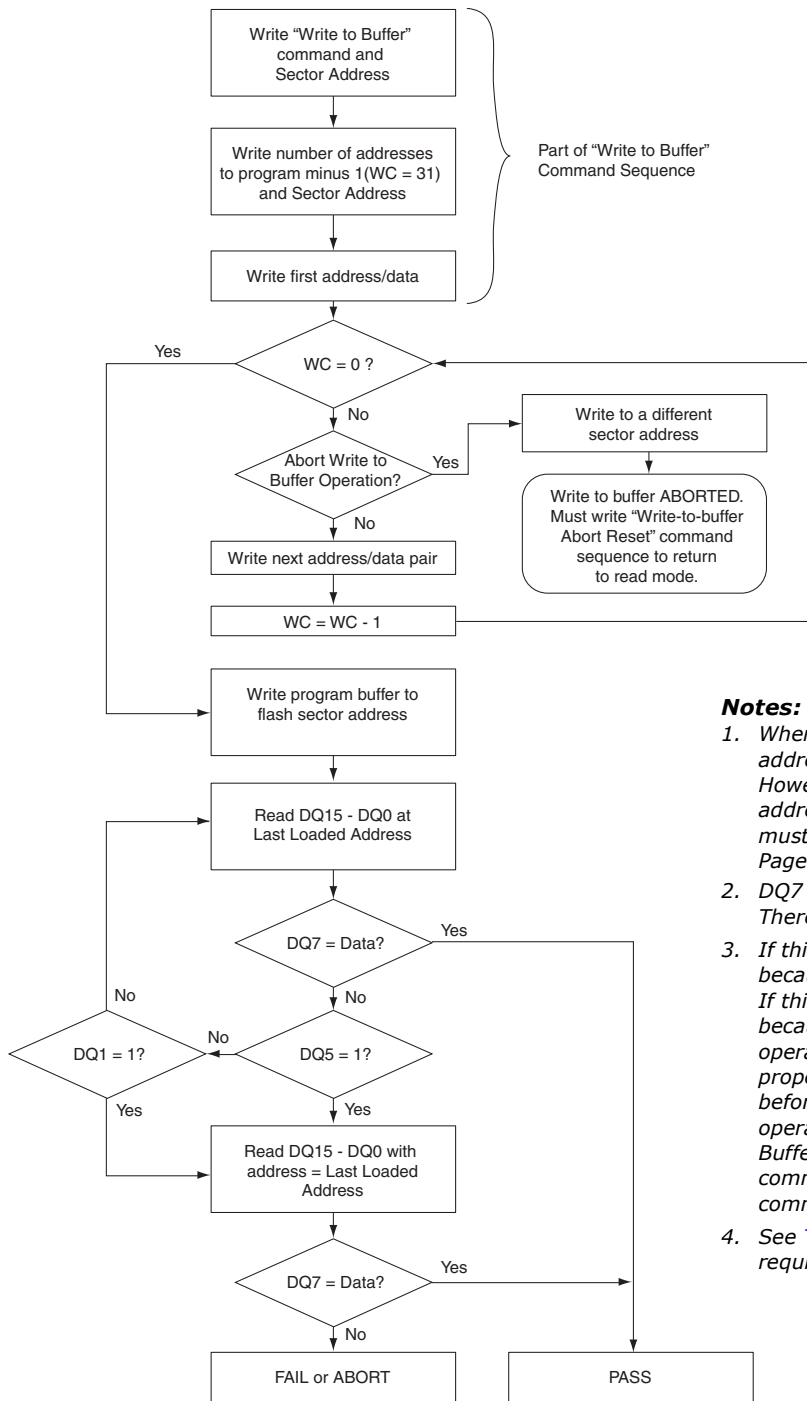 Write “Write to Buffer”
command and
Sector Address
Write number of addresses
to program minus 1(WC = 31)
and Sector Address
Part of “Write to Buffer”
Command Sequence
Write first address/data
Yes
WC = 0 ?
No
Write to a different
sector address
Abort Write to
Buffer Operation?
Yes
No
Write to buffer ABORTED.
Must write “Write-to-buffer
Abort Reset” command
sequence to return
to read mode.
Write next address/data pair
WC = WC - 1
Write program buffer to
flash sector address
Notes:
1. When
addre
Howe
addre
must
Page
2. DQ7
There
3. If thi
becau
If thi
becau
opera
prope
befor
opera
Buffe
comm
comm
4. See
requi
Read DQ15 - DQ0 at
Last Loaded Address
DQ7 = Data?
Yes
No
No
DQ1 = 1?
No
DQ5 = 1?
Yes
Yes
Read DQ15 - DQ0 with
address = Last Loaded
Address
DQ7 = Data?
Yes
No
FAIL or ABORT
PASS